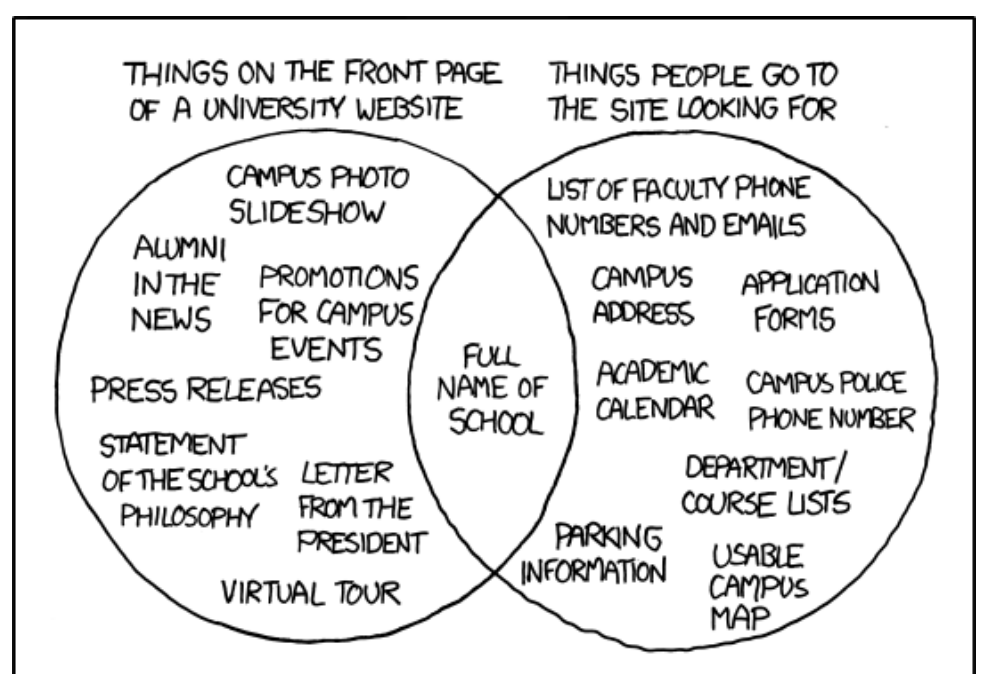 THINGS ON THE FRONT PAGE
OF A UNIVERSITY WEBSITE
THINGS PEOPLE GO TO
THE SITE LOOKING FOR
CAMPUS PHOTO
SLIDESHOW
ALUMNI
IN THE
NEWS
PROMOTIONS
FOR CAMPUS
EVENTS
PRESS RELEASES
STATEMENT
OF THE SCHOOL'S
PHILOSOPHY
LETTER
FROM THE
PRESIDENT
VIRTUAL TOUR
FULL
NAME OF
SCHOOL
LIST OF FACULTY PHONE
NUMBERS AND EMAILS
CAMPUS
ADDRESS
APPLICATION
FORMS
ACADEMIC
CALENDAR
CAMPUS POLICE
PHONE NUMBER
DEPARTMENT/
COURSE LISTS
PARKING
INFORMATION
USABLE
CAMPUS
MAP